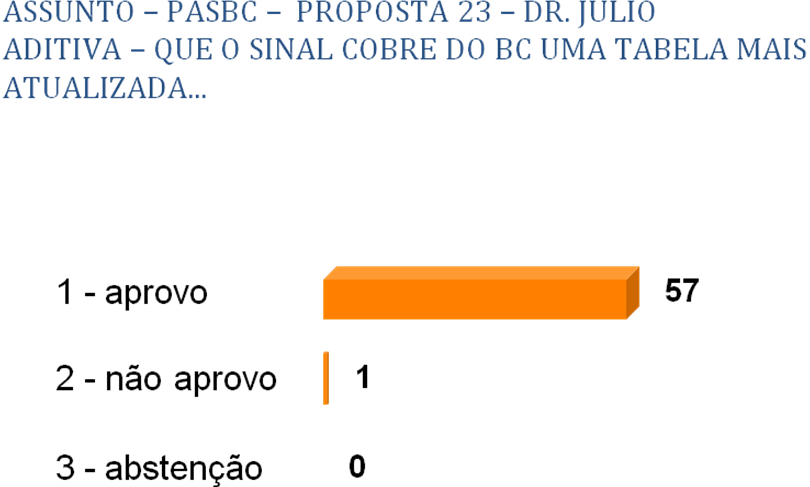 ASSUNTO – PASBC – PROPOSTA 23 – DR. JULIO
ADITIVA – QUE O SINAL COBRE DO BC UMA TABELA MAIS
ATUALIZADA...
1 - aprovo 57
2 - não aprovo 1
3 - abstenção 0